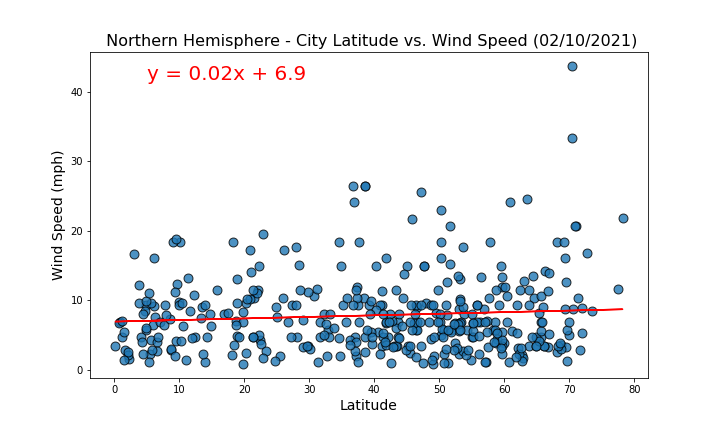 Northern Hemisphere - City Latitude vs. Wind Speed (02/10/2021)
y = 0.02x + 6.9
Wind Speed (mph)
40
30
20
10
0
0 10 20 30 40 50 60 70 80
Latitude